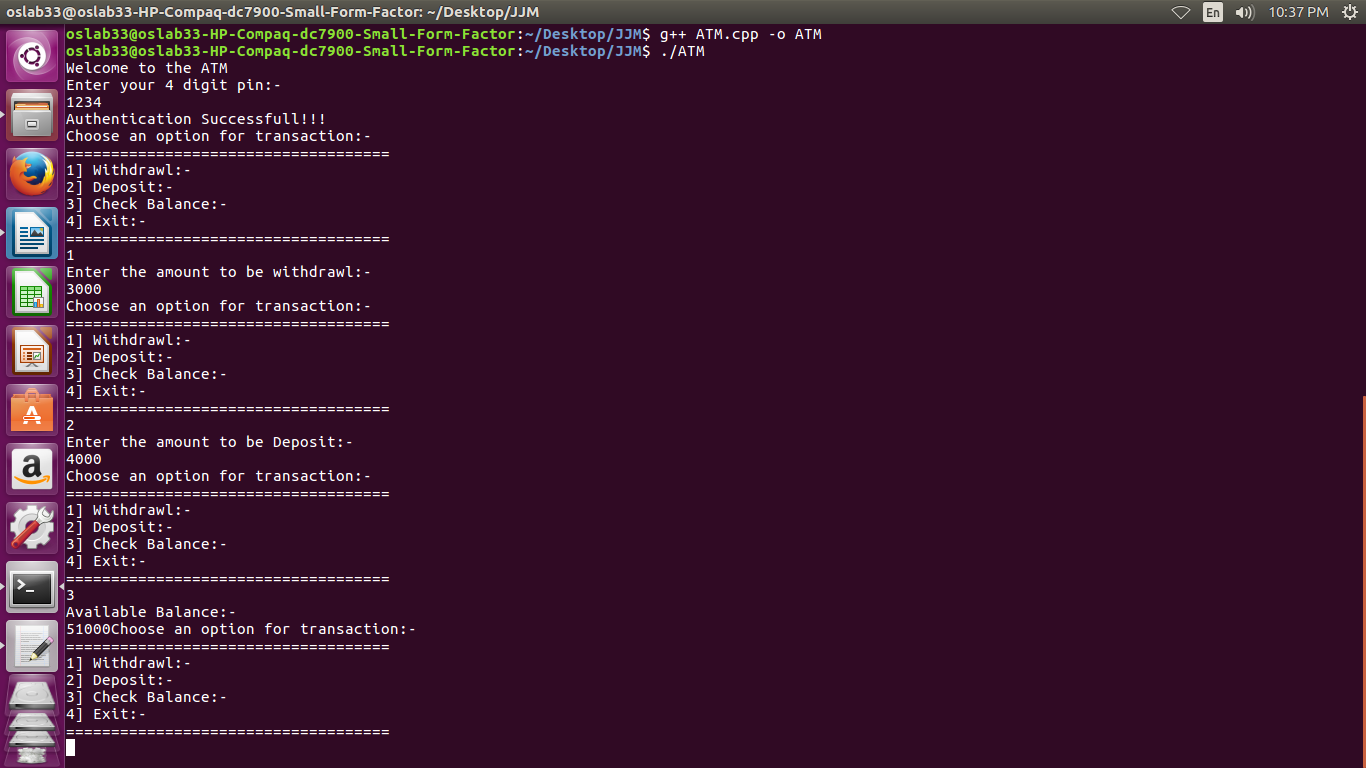 oslab33@oslab33-HP-Compaq-dc7900-Small-Form-Factor: ~/Desktop/JJM
En
10:37 PM
oslab33@oslab33-HP-Compaq-dc7900-Small-Form-Factor:~/Desktop/JJM$ g++ ATM.cpp -o ATM
oslab33@oslab33-HP-Compaq-dc7900-Small-Form-Factor:~/Desktop/JJM$ ./ATM
Welcome to the ATM
Enter your 4 digit pin:-
1234
Authentication Successfull!!!
Choose an option for transaction:-
====================================
1] Withdrawl:-
2] Deposit:-
3] Check Balance:-
4] Exit:-
====================================
1
Enter the amount to be withdrawl:-
3000
Choose an option for transaction:-
====================================
1] Withdrawl:-
2] Deposit:-
3] Check Balance:-
4] Exit:-
====================================
2
Enter the amount to be Deposit:-
4000
Choose an option for transaction:-
====================================
1] Withdrawl:-
2] Deposit:-
3] Check Balance:-
4] Exit:-
====================================
3
Available Balance:-
51000Choose an option for transaction:-
====================================
1] Withdrawl:-
2] Deposit:-
3] Check Balance:-
4] Exit:-
====================================